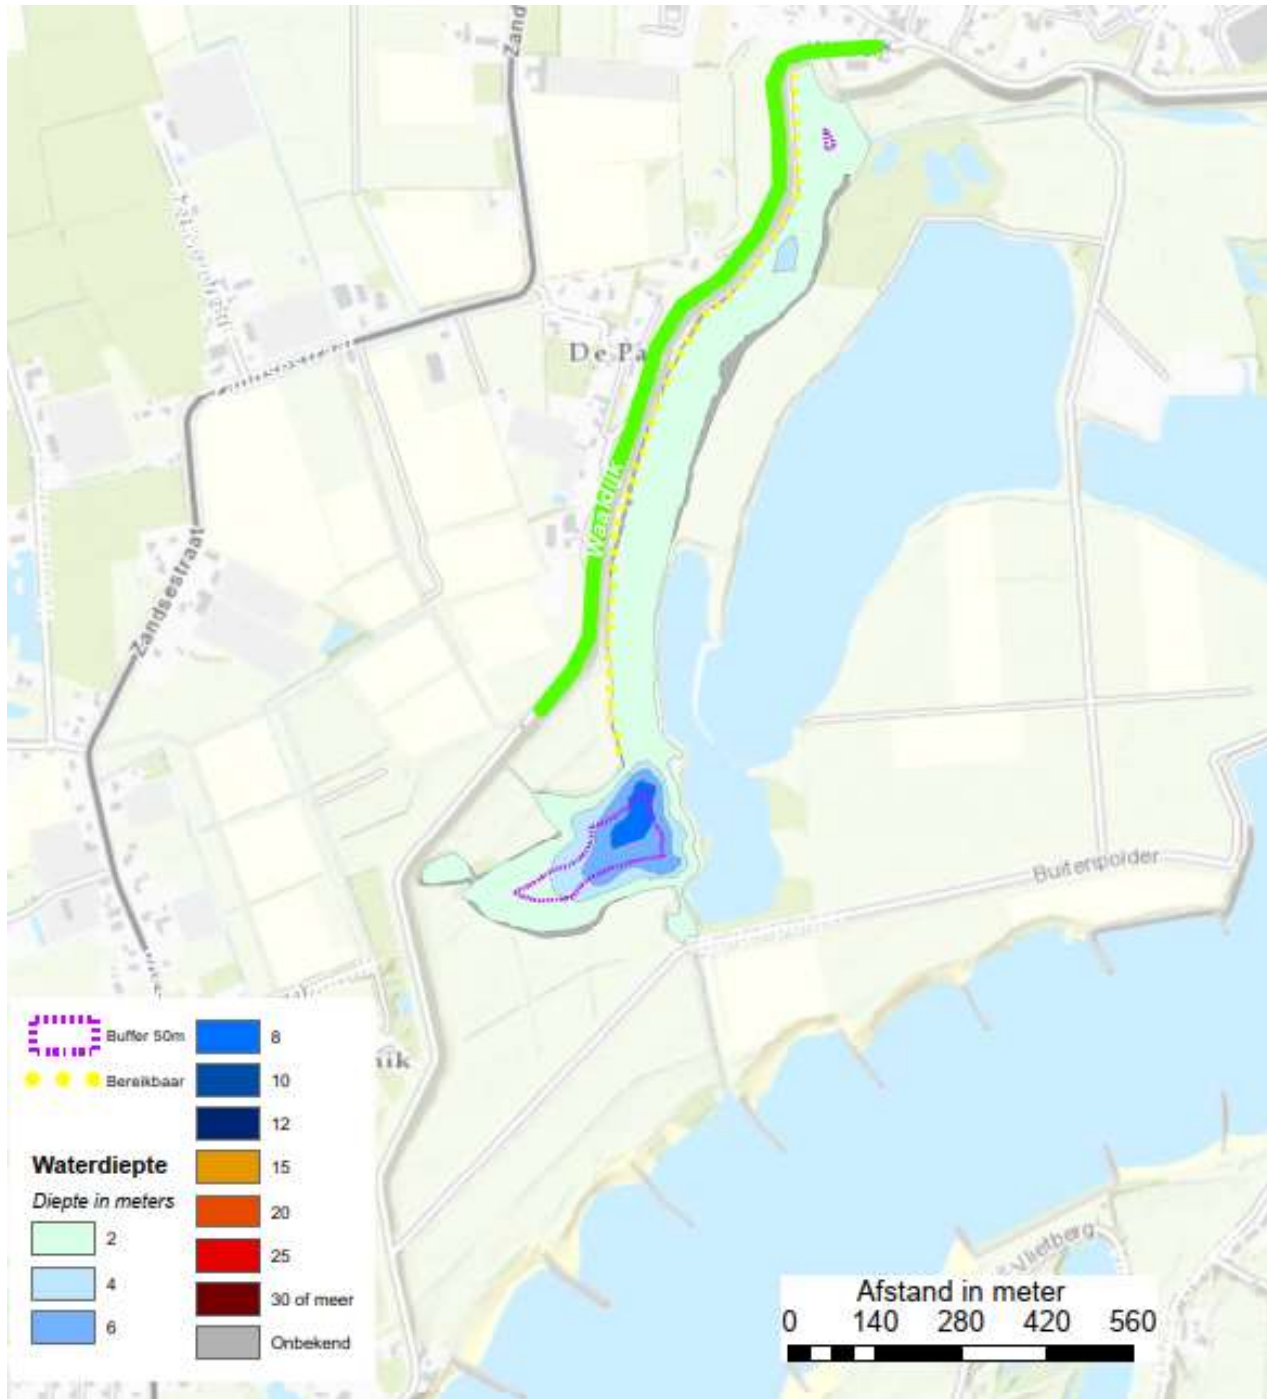 Zand
De Pa
Waaldijk
Zandsestraat
Buitenpolder
nik
Buffer 50m
Bereikbaar
Waterdiepte
Diepte in meters
2
4
6
8
10
12
15
20
25
30 of meer
Onbekend
Vlietberg
Afstand in meter
0 140 280 420 560